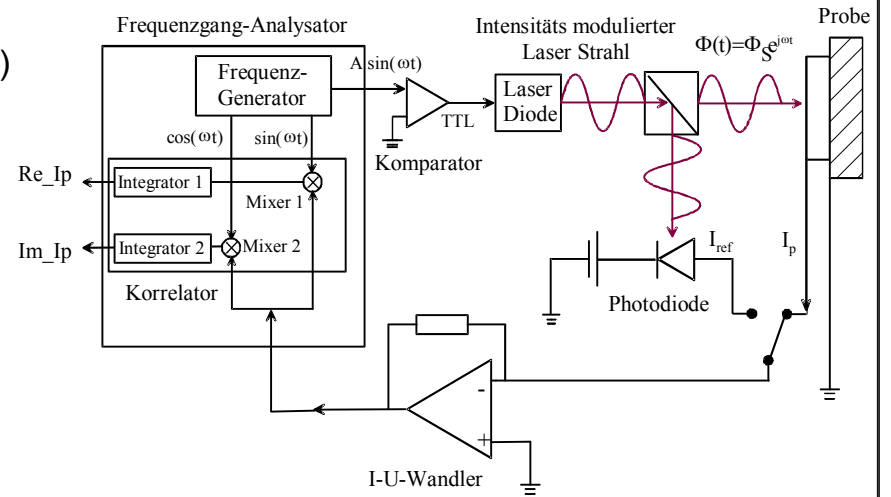 Frequenzgang-Analysator
)
Frequenz-
Generator
A sin(ωt)
cos(ωt)
sin(ωt)
Re_Ip
Integrator 1
Mixer 1
Im_Ip
Integrator 2
Mixer 2
Korrelator
TTL
Komparator
Intensitäts modulierter
Laser Strahl
Laser
Diode
Φ(t)=Φ_S e^jωt
Probe
I_ref
I_p
Photodiode
-
+
I-U-Wandler